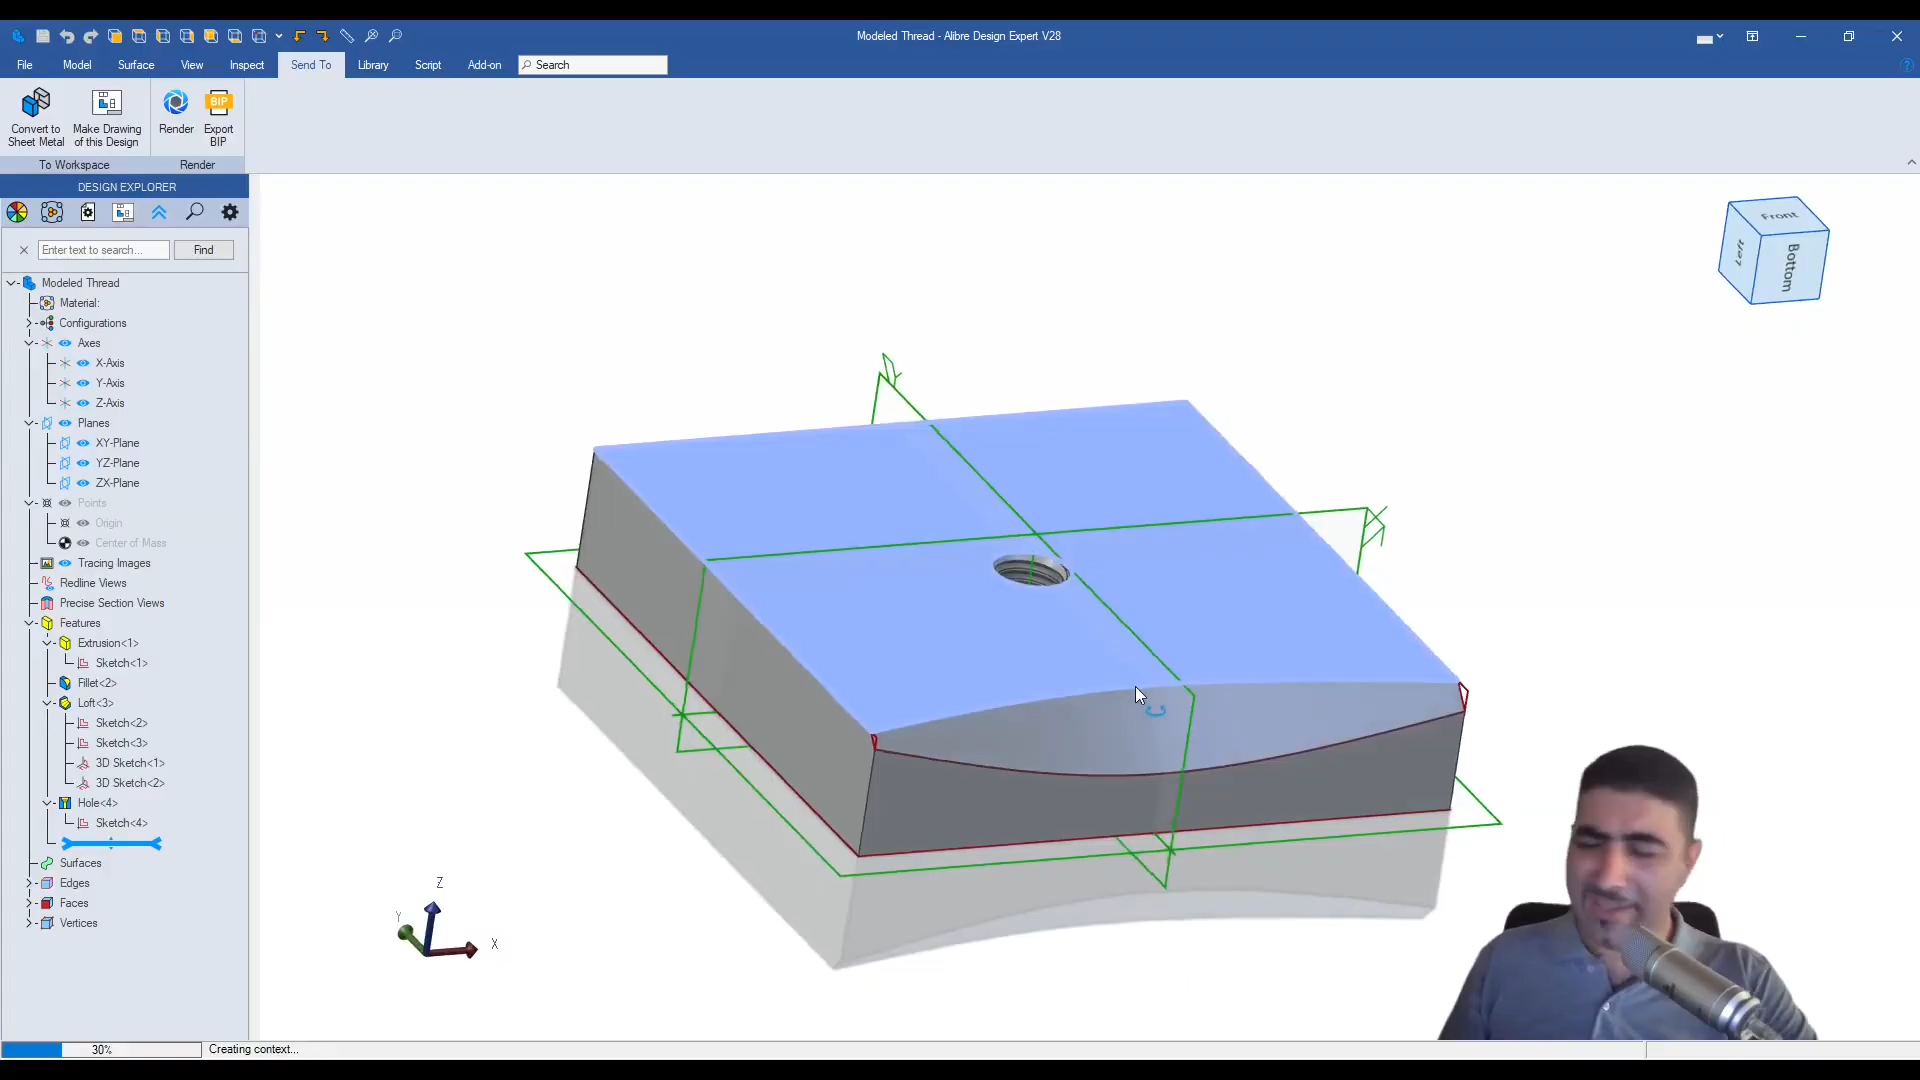 Modeled Thread - Alibre Design Expert V28
File
Model
Surface
View
Inspect
Send To
Library
Script
Add-on
Search
?
Convert to
Sheet Metal
Make Drawing
of this Design
Render
BIP
Export
BIP
To Workspace
Render
DESIGN EXPLORER
Enter text to search...
Find
Modeled Thread
Material:
Configurations
Axes
X-Axis
Y-Axis
Z-Axis
Planes
XY-Plane
YZ-Plane
ZX-Plane
Points
Origin
Center of Mass
Tracing Images
Redline Views
Precise Section Views
Features
Extrusion<1>
Sketch<1>
Fillet<2>
Loft<3>
Sketch<2>
Sketch<3>
3D Sketch<1>
3D Sketch<2>
Hole<4>
Sketch<4>
Surfaces
Edges
Faces
Vertices
Front
Left
Bottom
Z
Y
X
30%
Creating context...